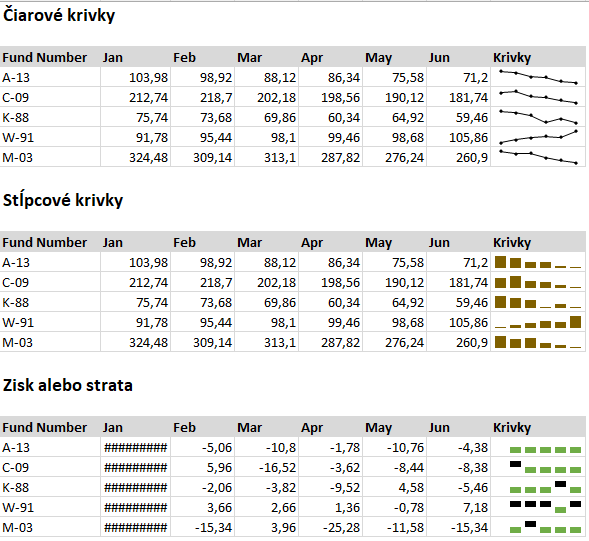 Čiarové krivky
Fund Number Jan Feb Mar Apr May Jun Krivky
A-13 103,98 98,92 88,12 86,34 75,58 71,2
C-09 212,74 218,7 202,18 198,56 190,12 181,74
K-88 75,74 73,68 69,86 60,34 64,92 59,46
W-91 91,78 95,44 98,1 99,46 98,68 105,86
M-03 324,48 309,14 313,1 287,82 276,24 260,9
Stĺpcové krivky
Fund Number Jan Feb Mar Apr May Jun Krivky
A-13 103,98 98,92 88,12 86,34 75,58 71,2
C-09 212,74 218,7 202,18 198,56 190,12 181,74
K-88 75,74 73,68 69,86 60,34 64,92 59,46
W-91 91,78 95,44 98,1 99,46 98,68 105,86
M-03 324,48 309,14 313,1 287,82 276,24 260,9
Zisk alebo strata
Fund Number Jan Feb Mar Apr May Jun Krivky
A-13 ######### -5,06 -10,8 -1,78 -10,76 -4,38
C-09 ######### 5,96 -16,52 -3,62 -8,44 -8,38
K-88 ######### -2,06 -3,82 -9,52 4,58 -5,46
W-91 ######### 3,66 2,66 1,36 -0,78 7,18
M-03 ######### -15,34 3,96 -25,28 -11,58 -15,34